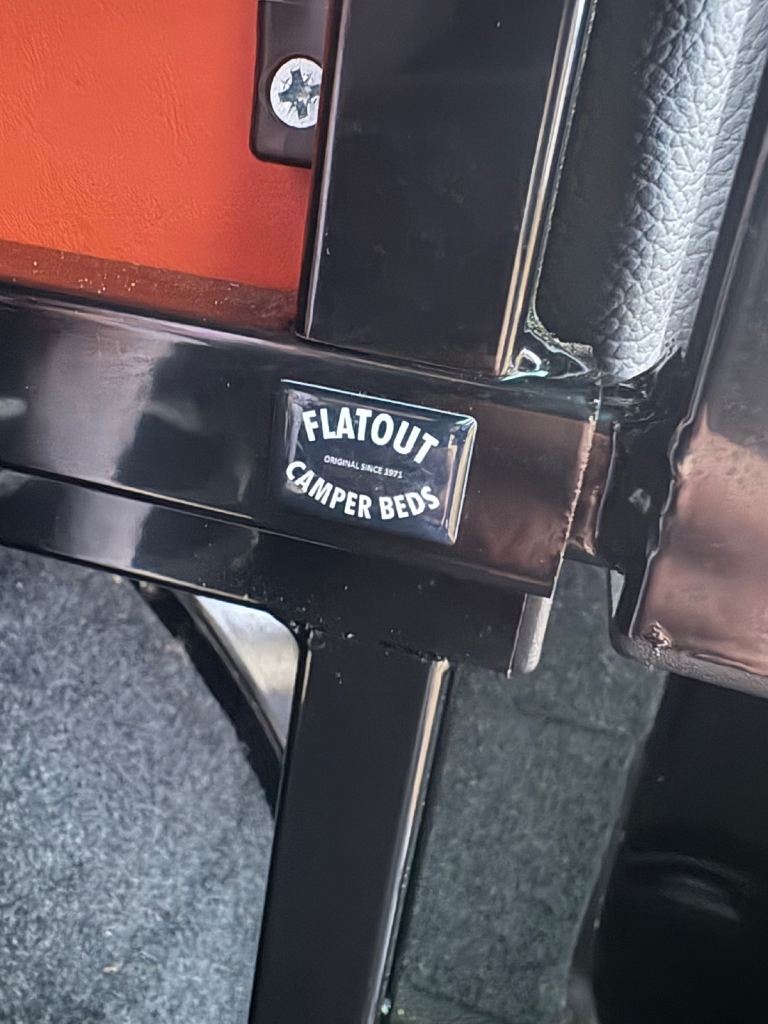 FLATOUT
ORIGINAL SINCE 1971
CAMPER BEDS